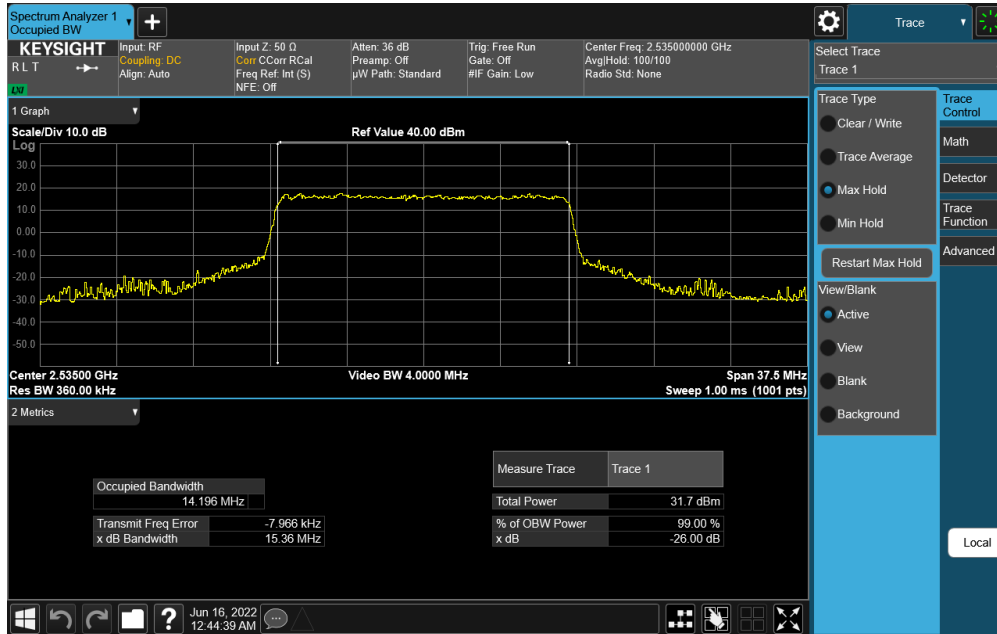 Spectrum Analyzer 1
Occupied BW
+
Trace
KEYSIGHT
R L T
LXI
Input: RF
Coupling: DC
Align: Auto
Input Z: 50 Ω
Corr CCorr RCal
Freq Ref: Int (S)
NFE: Off
Atten: 36 dB
Preamp: Off
µW Path: Standard
Trig: Free Run
Gate: Off
#IF Gain: Low
Center Freq: 2.535000000 GHz
Avg|Hold: 100/100
Radio Std: None
Select Trace
Trace 1
1 Graph
Scale/Div 10.0 dB
Ref Value 40.00 dBm
Log
30.0
20.0
10.0
0.00
-10.0
-20.0
-30.0
-40.0
-50.0
Center 2.53500 GHz
Video BW 4.0000 MHz
Span 37.5 MHz
Res BW 360.00 kHz
Sweep 1.00 ms (1001 pts)
2 Metrics
Occupied Bandwidth
14.196 MHz
Transmit Freq Error -7.966 kHz
x dB Bandwidth 15.36 MHz
Measure Trace Trace 1
Total Power 31.7 dBm
% of OBW Power 99.00 %
x dB -26.00 dB
Trace Type
Clear / Write
Trace Average
Max Hold
Min Hold
Restart Max Hold
View/Blank
Active
View
Blank
Background
Trace
Control
Math
Detector
Trace
Function
Advanced
Local
?
Jun 16, 2022
12:44:39 AM